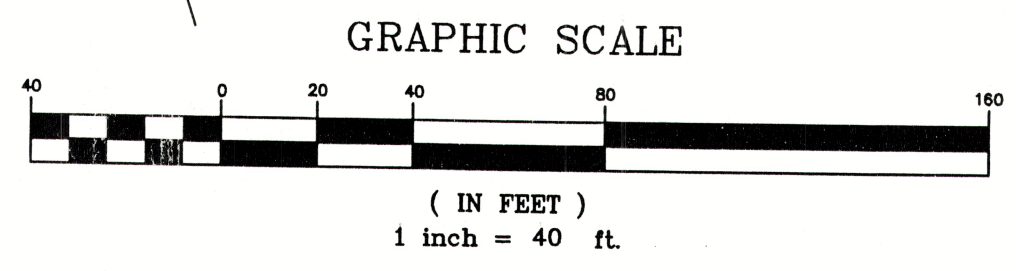 GRAPHIC SCALE
40 0 20 40 80 160
( IN FEET )
1 inch = 40 ft.